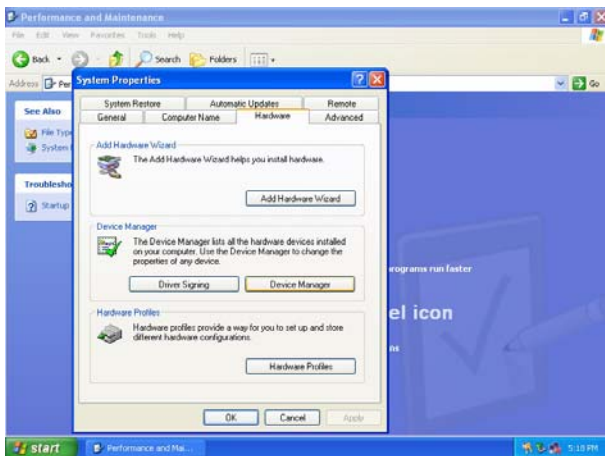 Performance and Maintenance
File Edit View Favorites Tools Help
Back Search Folders
Address Per Go
System Properties
System Restore Automatic Updates Remote
General Computer Name Hardware Advanced
See Also
File Type
System
Troublesho
Startup
Add Hardware Wizard
The Add Hardware Wizard helps you install hardware.
Add Hardware Wizard
Device Manager
The Device Manager lists all the hardware devices installed
on your computer. Use the Device Manager to change the
properties of any device.
Driver Signing Device Manager
Hardware Profiles
Hardware profiles provide a way for you to set up and store
different hardware configurations.
Hardware Profiles
OK Cancel Apply
programs run faster
el icon
ns
start Performance and Mai...
5:18 PM